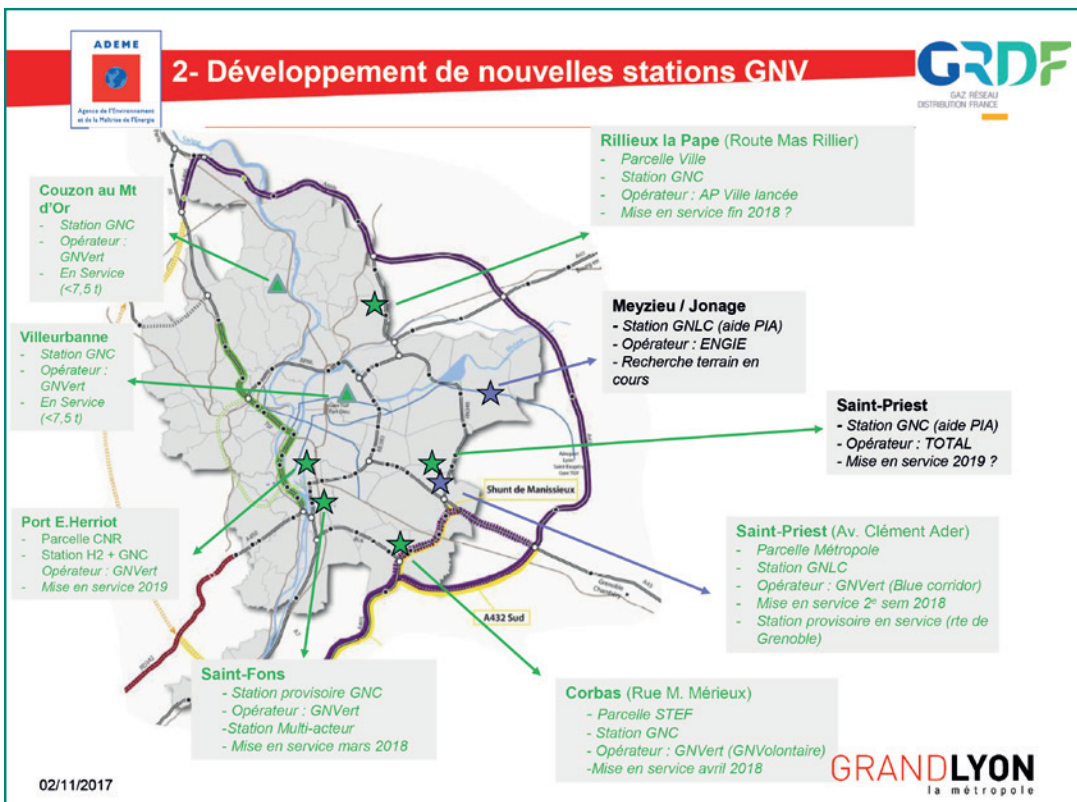 ADEME
Agence de l'Environnement
et de la Maîtrise de l'Energie
2- Développement de nouvelles stations GNV
GRDF
GAZ RÉSEAU
DISTRIBUTION FRANCE
Rillieux la Pape (Route Mas Rillier)
- Parcelle Ville
- Station GNC
- Opérateur : AP Ville lancée
- Mise en service fin 2018 ?
Couzon au Mt
d'Or
- Station GNC
- Opérateur :
GNVert
- En Service
(<7,5 t)
Meyzieu / Jonage
- Station GNLC (aide PIA)
- Opérateur : ENGIE
- Recherche terrain en
cours
Villeurbanne
- Station GNC
- Opérateur :
GNVert
- En Service
(<7,5 t)
Saint-Priest
- Station GNC (aide PIA)
- Opérateur : TOTAL
- Mise en service 2019 ?
Shunt de Manissieux
Port E.Herriot
- Parcelle CNR
- Station H2 + GNC
Opérateur : GNVert
- Mise en service 2019
Saint-Priest (Av. Clément Ader)
- Parcelle Métropole
- Station GNLC
- Opérateur : GNVert (Blue corridor)
- Mise en service 2e sem 2018
- Station provisoire en service (rte de
Grenoble)
Grenoble
Chambéry
A43
A432 Sud
A7
Saint-Fons
- Station provisoire GNC
- Opérateur : GNVert
-Station Multi-acteur
- Mise en service mars 2018
Corbas (Rue M. Mérieux)
- Parcelle STEF
- Station GNC
- Opérateur : GNVert (GNVolontaire)
-Mise en service avril 2018
02/11/2017
GRANDLYON
la métropole